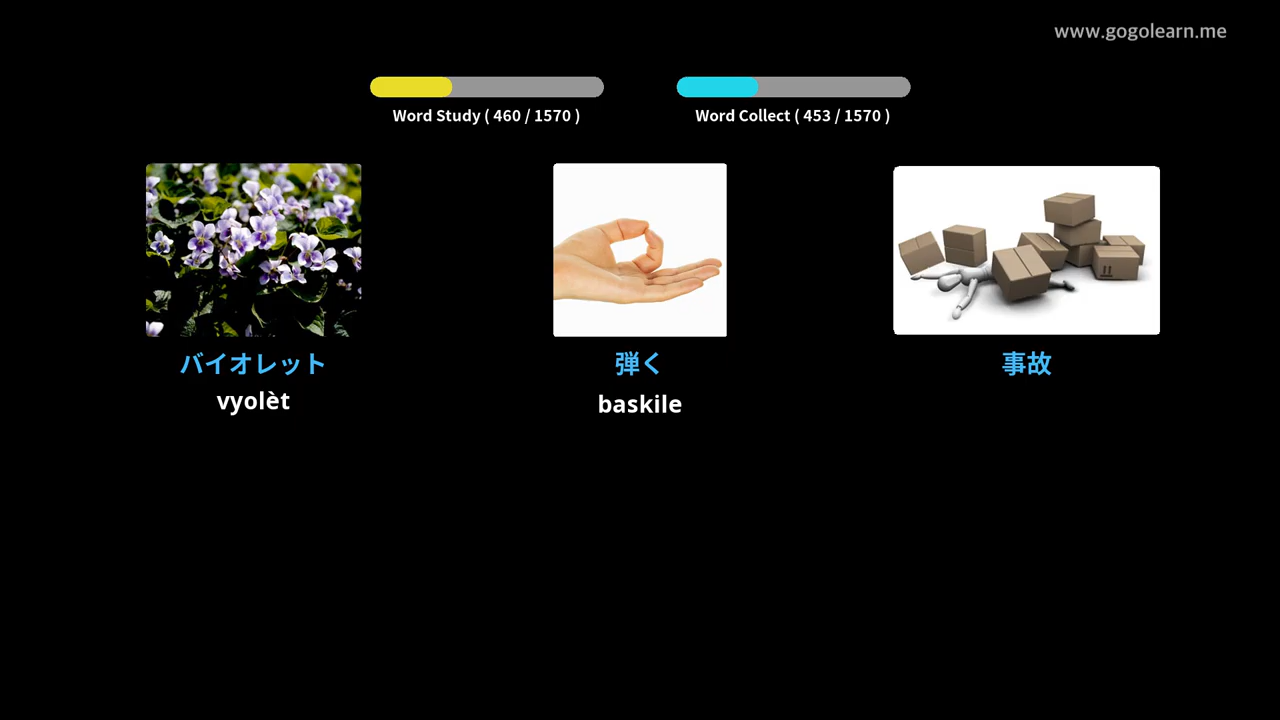 www.gogolearn.me
Word Study ( 460 / 1570 )
Word Collect ( 453 / 1570 )
バイオレット
vyolèt
弾く
baskile
事故